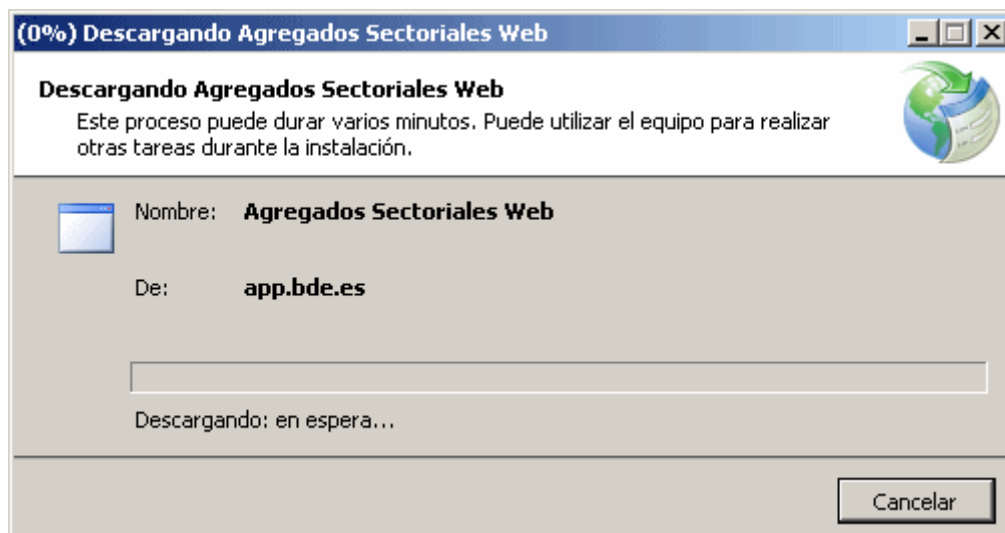 (0%) Descargando Agregados Sectoriales Web
Descargando Agregados Sectoriales Web
Este proceso puede durar varios minutos. Puede utilizar el equipo para realizar
otras tareas durante la instalación.
Nombre: Agregados Sectoriales Web
De: app.bde.es
Descargando: en espera...
Cancelar